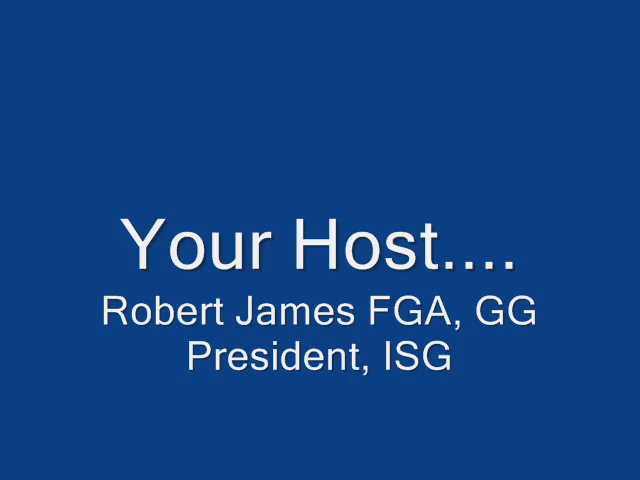 Your Host....
Robert James FGA, GG
President, ISG